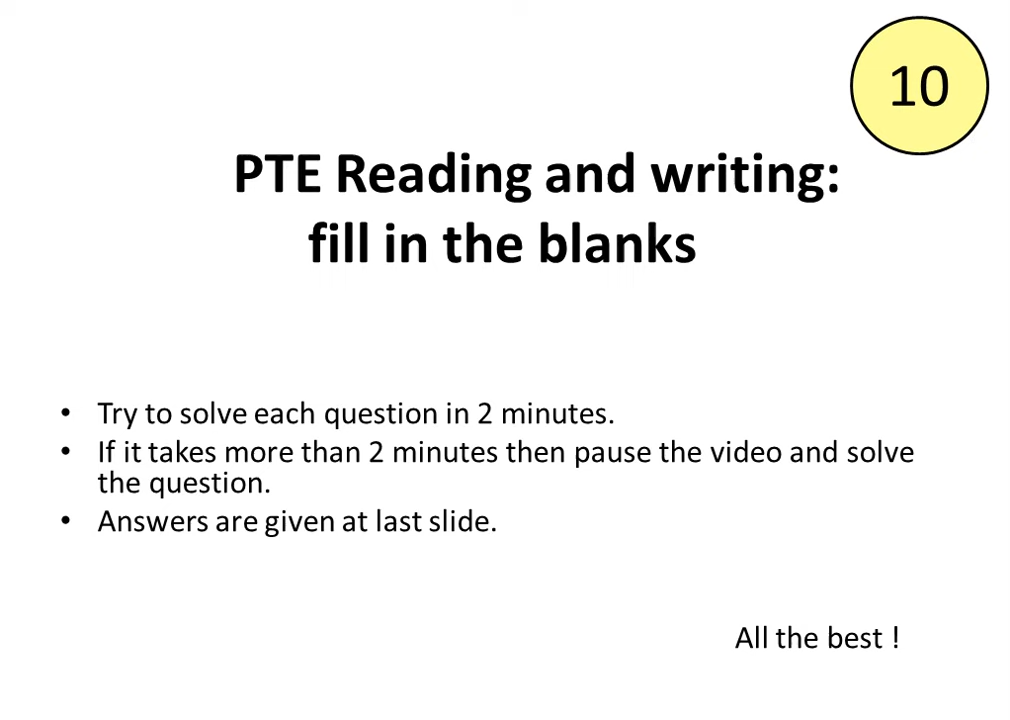 10
PTE Reading and writing:
fill in the blanks
• Try to solve each question in 2 minutes.
• If it takes more than 2 minutes then pause the video and solve
the question.
• Answers are given at last slide.
All the best !